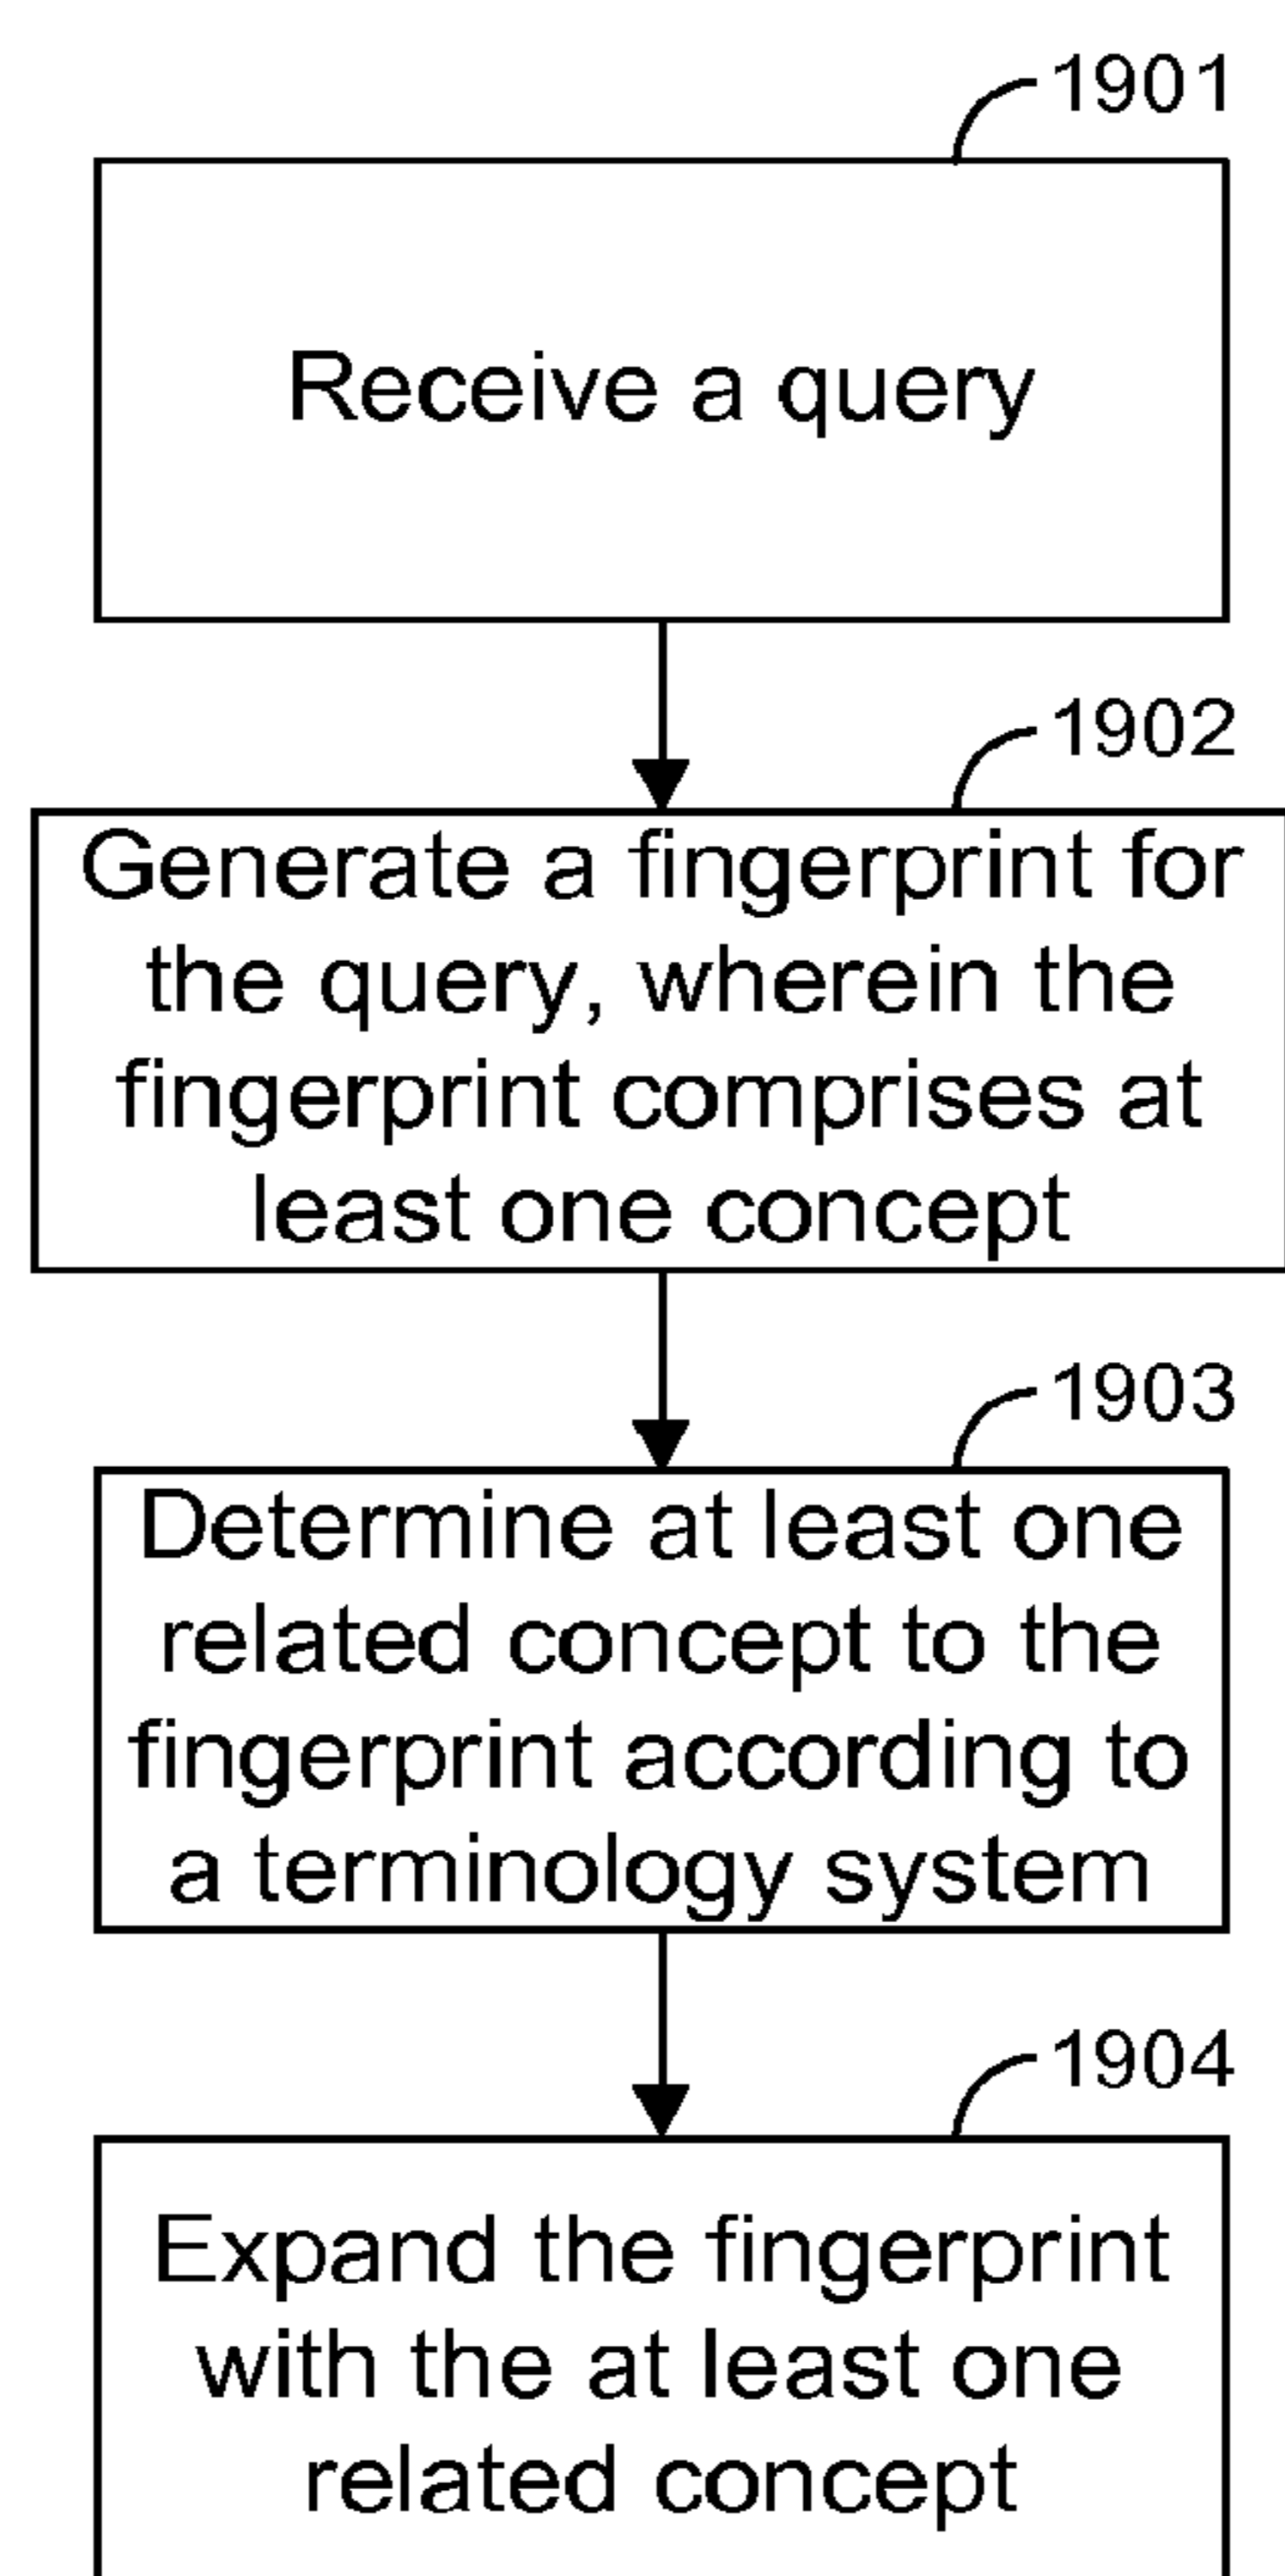 1901
Receive a query
1902
Generate a fingerprint for
the query, wherein the
fingerprint comprises at
least one concept
1903
Determine at least one
related concept to the
fingerprint according to
a terminology system
1904
Expand the fingerprint
with the at least one
related concept